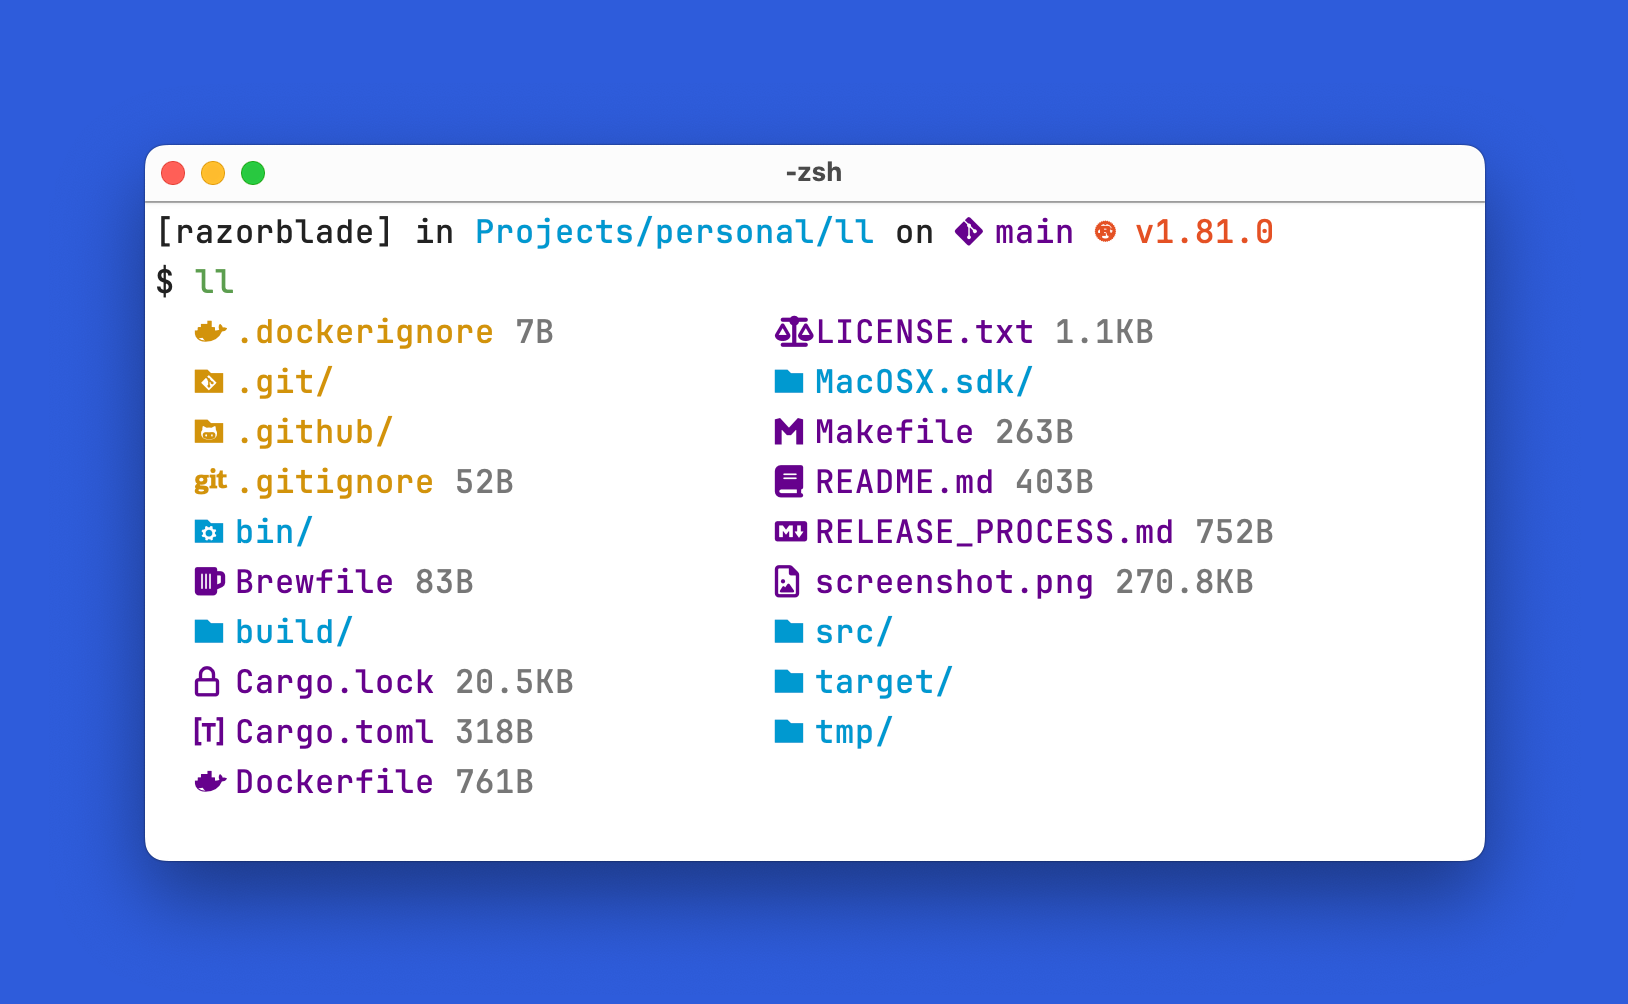 -zsh
[razorblade] in Projects/personal/ll on main v1.81.0
$ ll
.dockerignore 7B LICENSE.txt 1.1KB
.git/ MacOSX.sdk/
.github/ Makefile 263B
git .gitignore 52B README.md 403B
bin/ RELEASE_PROCESS.md 752B
Brewfile 83B screenshot.png 270.8KB
build/ src/
Cargo.lock 20.5KB target/
[T] Cargo.toml 318B tmp/
Dockerfile 761B